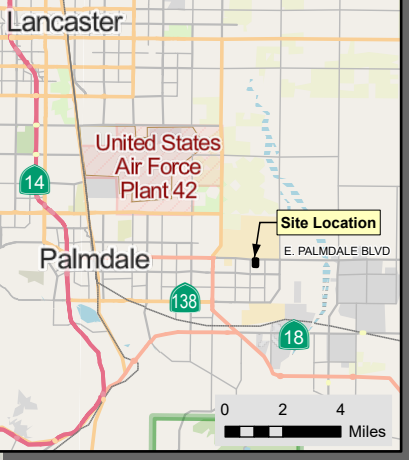 Lancaster
United States
Air Force
Plant 42
14
Site Location
E. PALMDALE BLVD
Palmdale
138
18
0 2 4
Miles